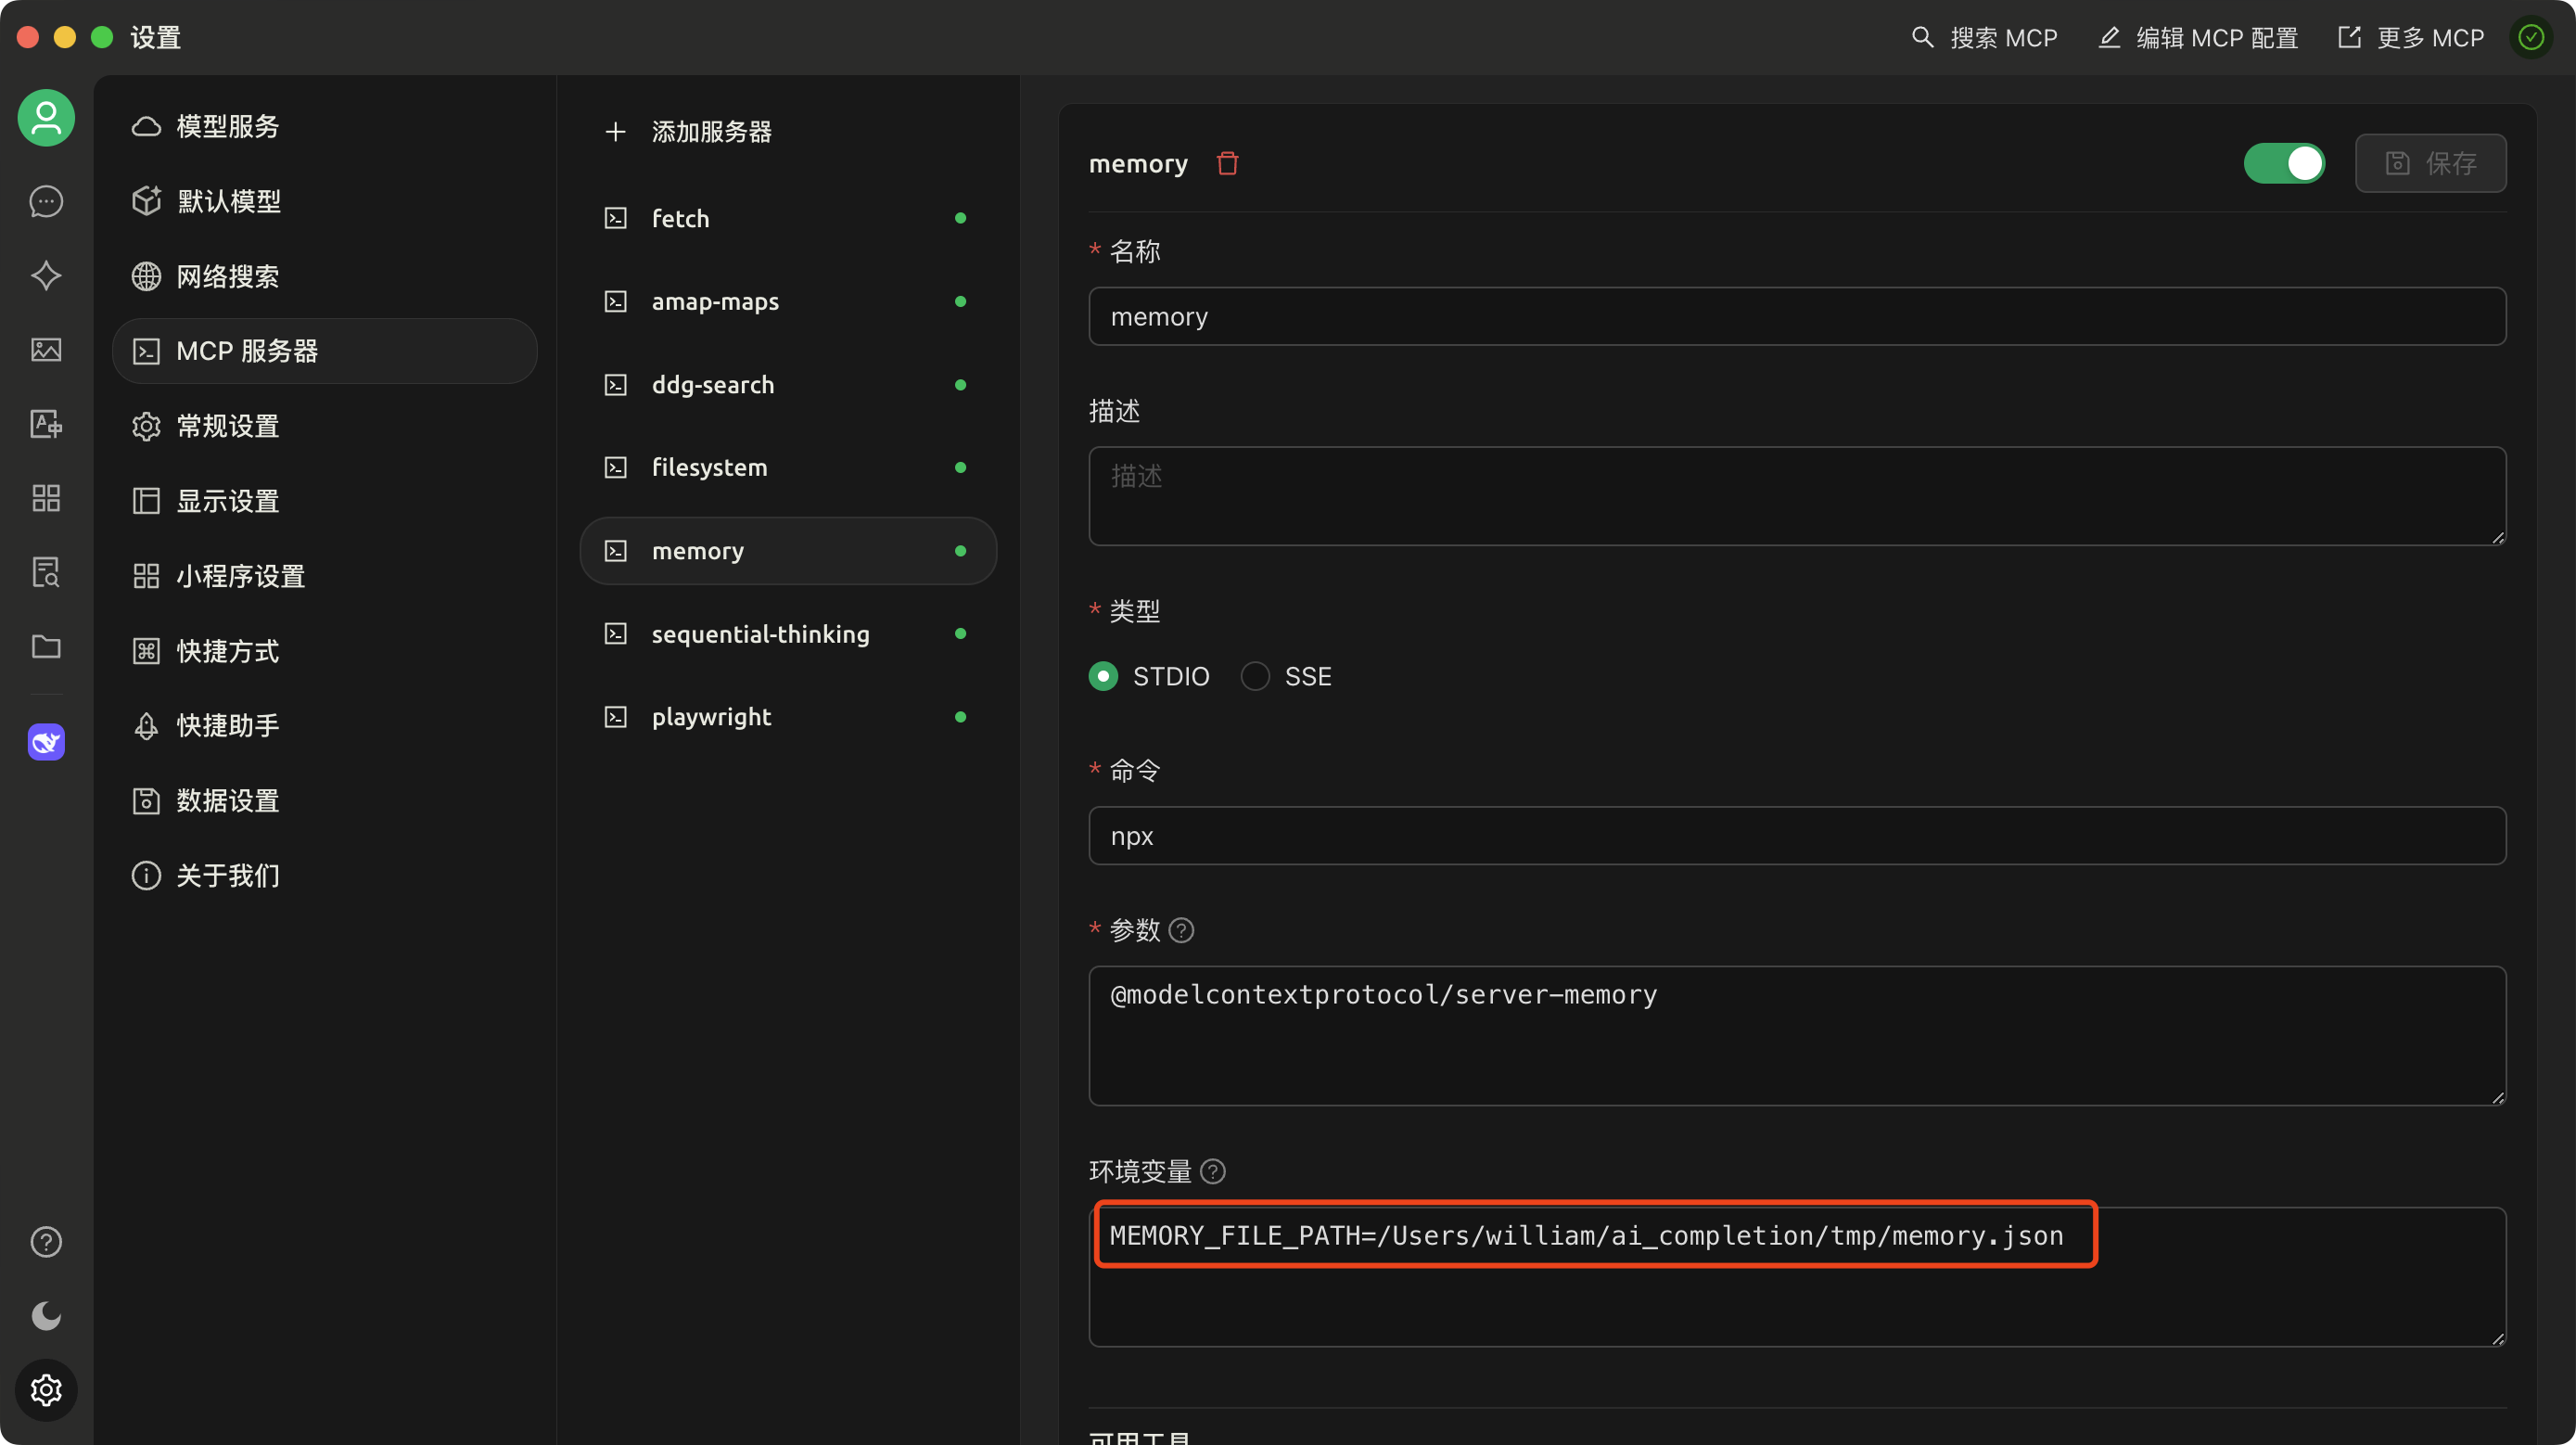 设置
搜索 MCP
编辑 MCP 配置
更多 MCP
模型服务
默认模型
网络搜索
MCP 服务器
常规设置
显示设置
小程序设置
快捷方式
快捷助手
数据设置
关于我们
添加服务器
fetch
amap-maps
ddg-search
filesystem
memory
sequential-thinking
playwright
memory
保存
* 名称
memory
描述
描述
* 类型
STDIO
SSE
* 命令
npx
* 参数
@modelcontextprotocol/server-memory
环境变量
MEMORY_FILE_PATH=/Users/william/ai_completion/tmp/memory.json
可用工具